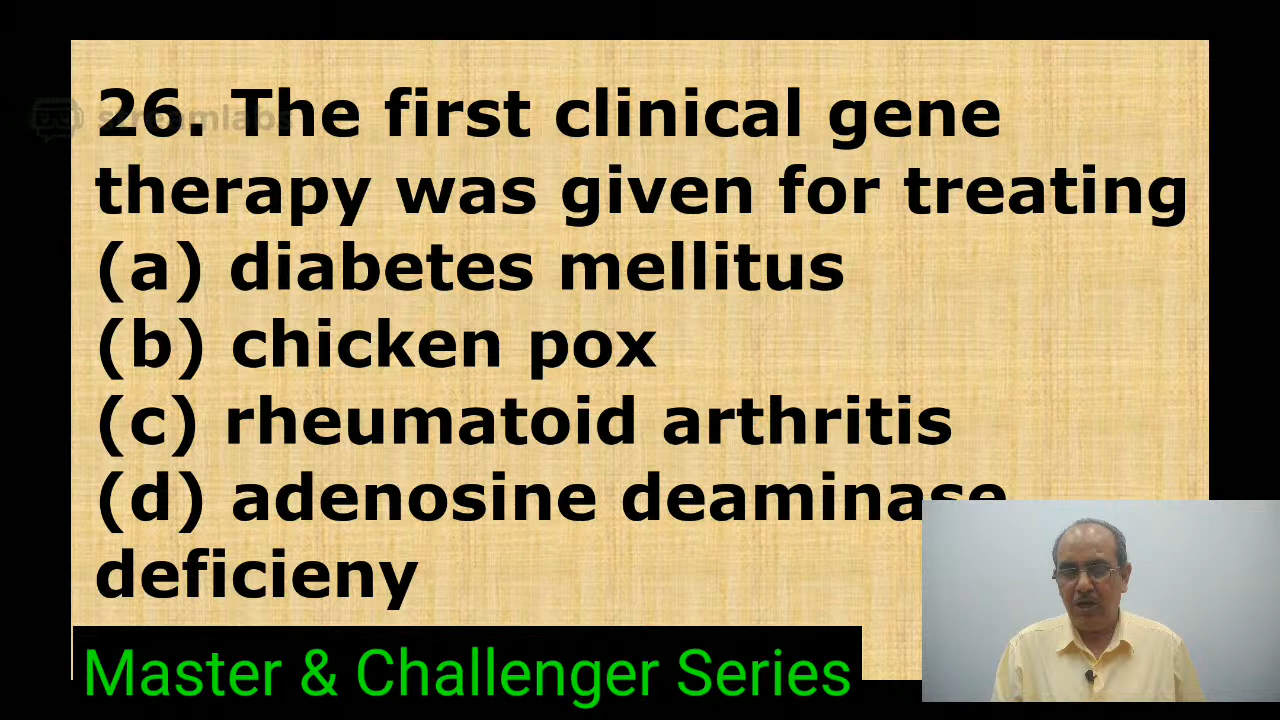 streamlabs
26. The first clinical gene
therapy was given for treating
(a) diabetes mellitus
(b) chicken pox
(c) rheumatoid arthritis
(d) adenosine deaminase
deficieny
Master & Challenger Series